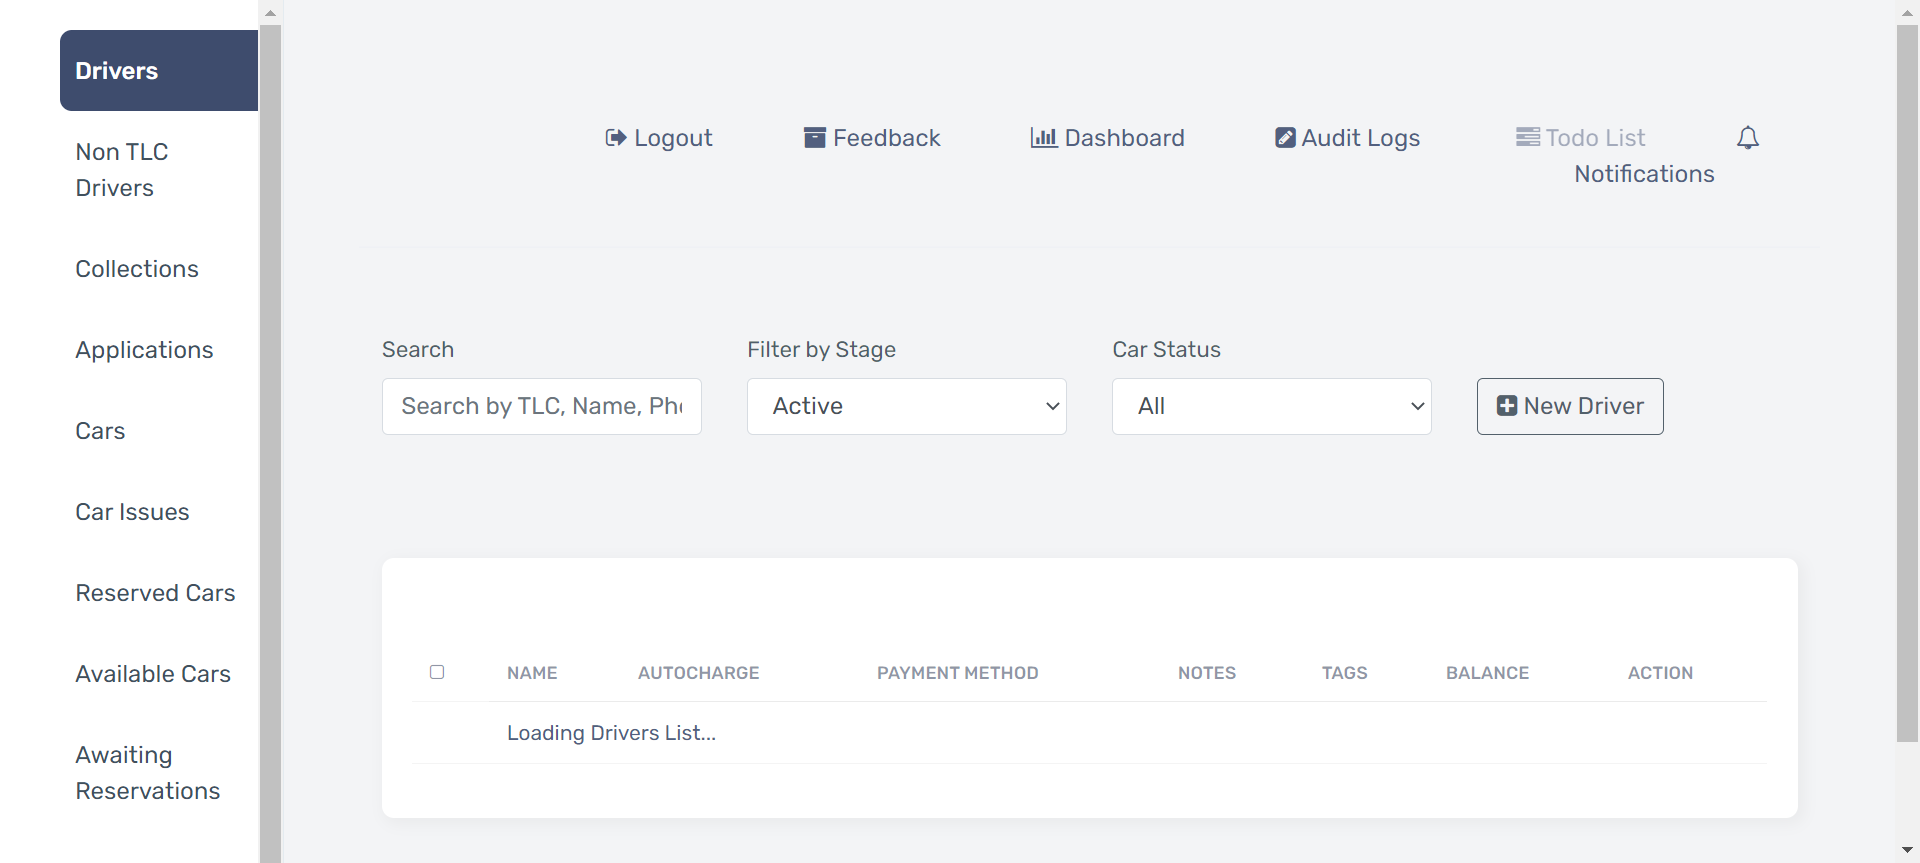 Drivers
Non TLC
Drivers
Collections
Applications
Cars
Car Issues
Reserved Cars
Available Cars
Awaiting
Reservations
Logout
Feedback
Dashboard
Audit Logs
Todo List
Notifications
Search
Filter by Stage
Car Status
Search by TLC, Name, Pho
Active
All
New Driver
NAME AUTOCHARGE PAYMENT METHOD NOTES TAGS BALANCE ACTION
Loading Drivers List...